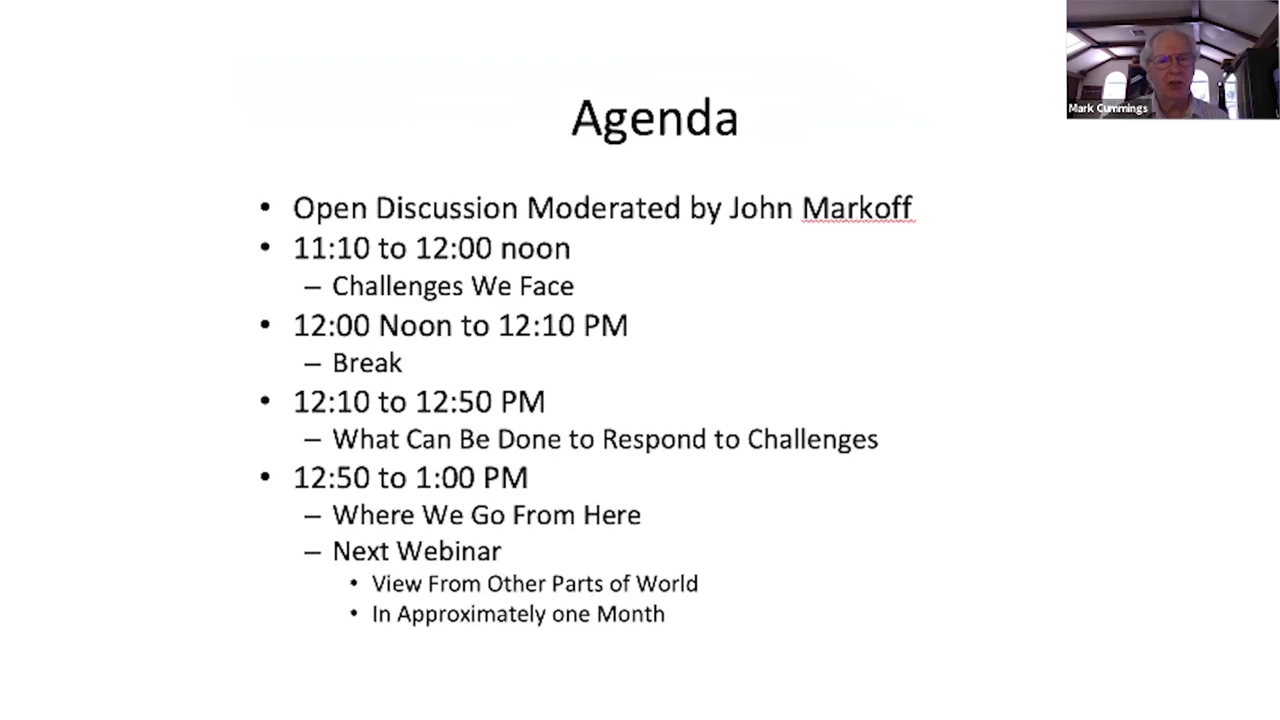 Agenda
• Open Discussion Moderated by John Markoff
• 11:10 to 12:00 noon
– Challenges We Face
• 12:00 Noon to 12:10 PM
– Break
• 12:10 to 12:50 PM
– What Can Be Done to Respond to Challenges
• 12:50 to 1:00 PM
– Where We Go From Here
– Next Webinar
• View From Other Parts of World
• In Approximately one Month
Mark Cummings